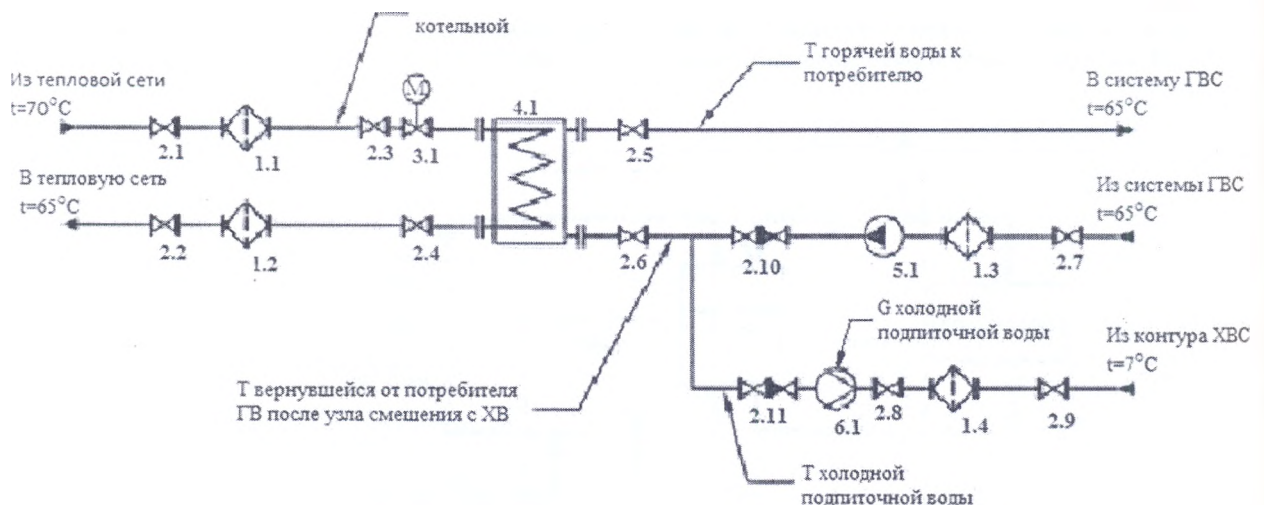 котельной
Из тепловой сети
t=70°C
М
4.1
Т горячей воды к
потребителю
В систему ГВС
t=65°C
2.1
1.1
2.3
3.1
2.5
В тепловую сеть
t=65°C
Из системы ГВС
t=65°C
2.2
1.2
2.4
2.6
2.10
5.1
1.3
2.7
G холодной
подпиточной воды
Из контура ХВС
t=7°C
Т вернувшейся от потребителя
ГВ после узла смешения с ХВ
2.11
6.1
2.8
1.4
2.9
Т холодной
подпиточной воды